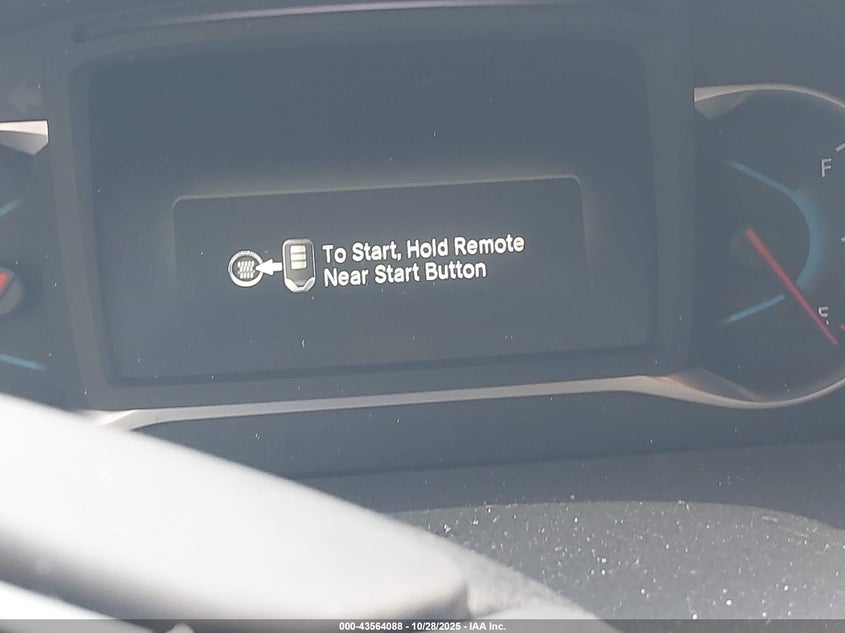 To Start, Hold Remote
Near Start Button
F
E
000-43564088 - 10/28/2025 - IAA Inc.